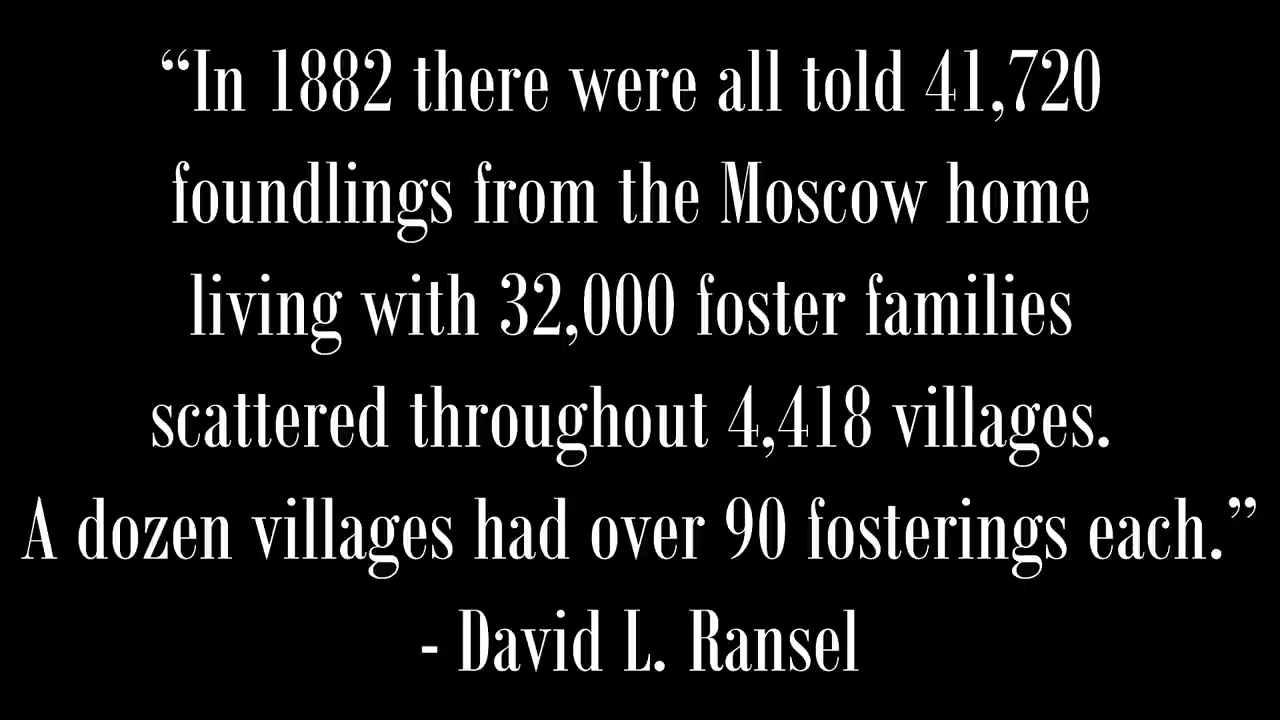 “In 1882 there were all told 41,720
foundlings from the Moscow home
living with 32,000 foster families
scattered throughout 4,418 villages.
A dozen villages had over 90 fosterings each.”
- David L. Ransel